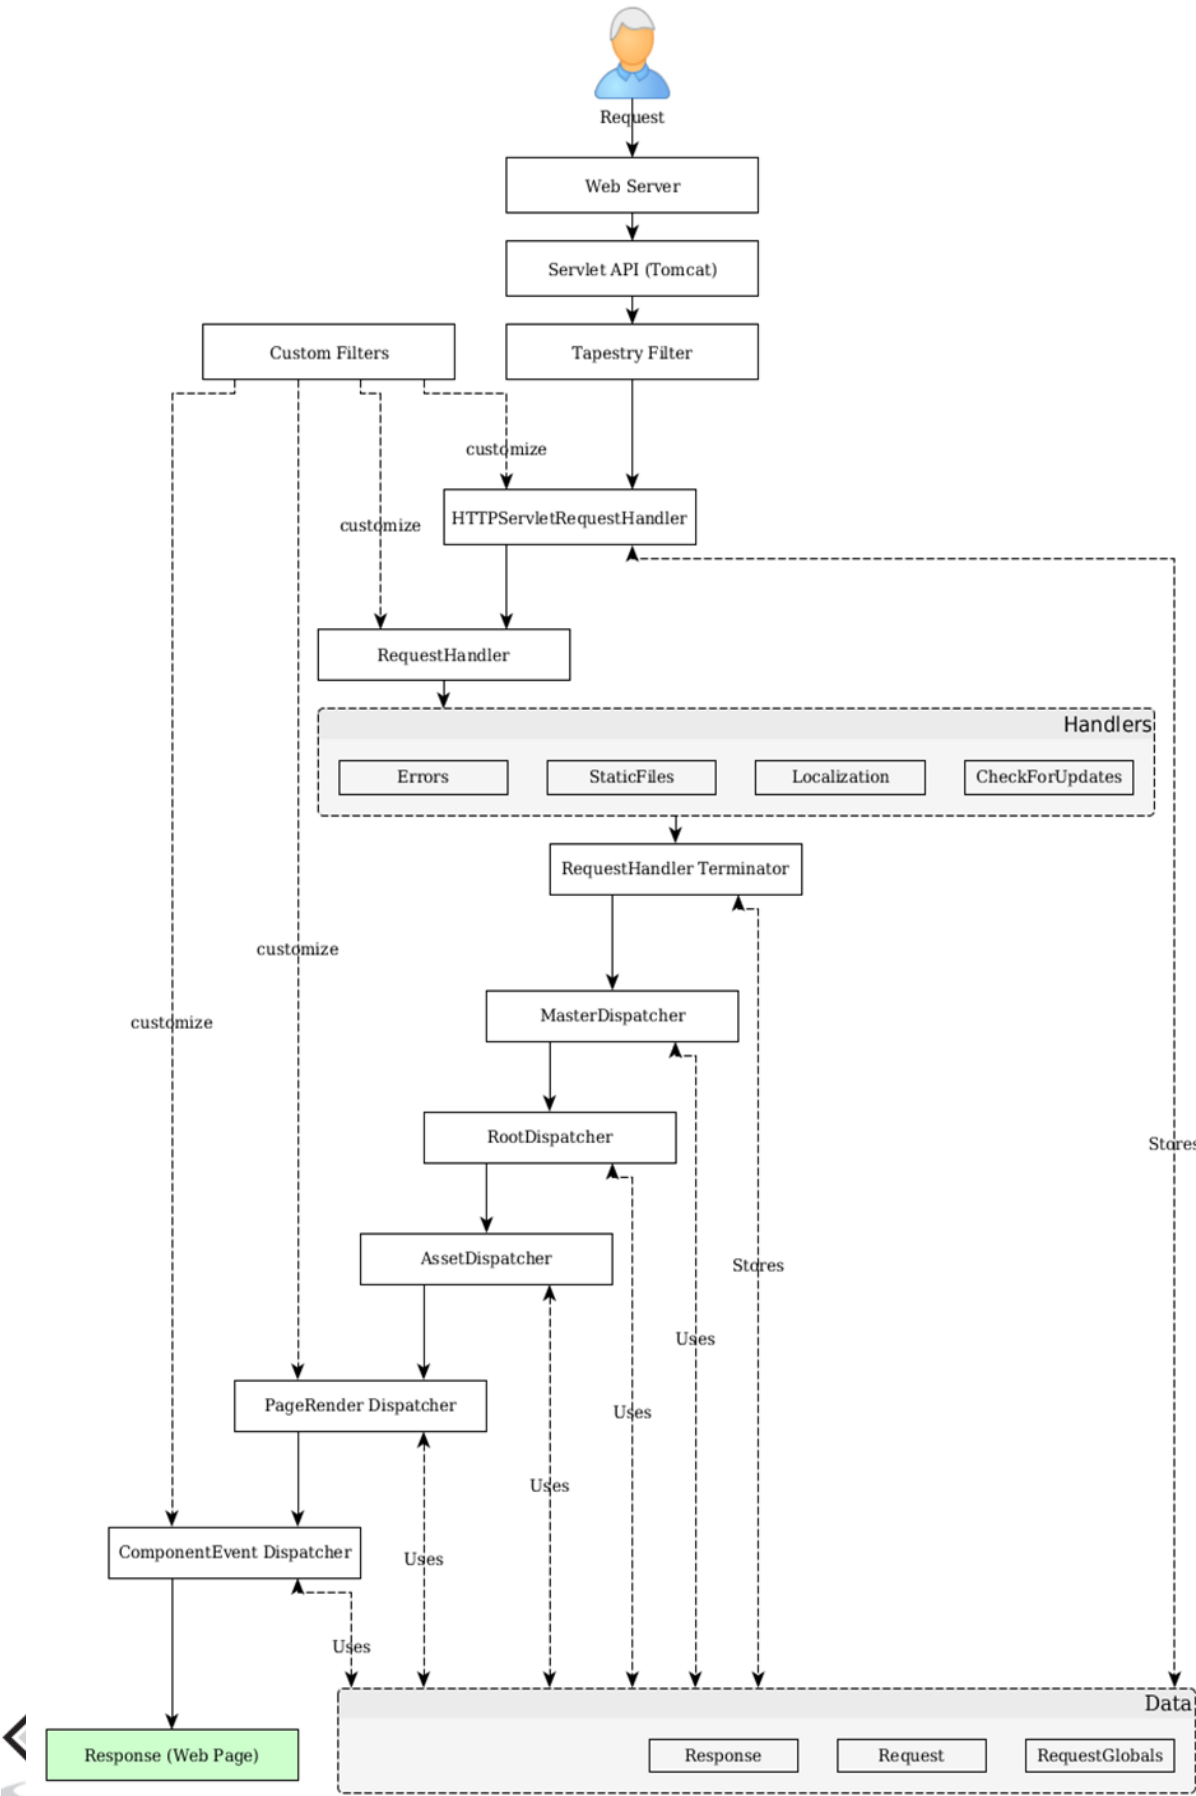 Request
Web Server
Servlet API (Tomcat)
Custom Filters
Tapestry Filter
customize
HTTPServletRequestHandler
customize
RequestHandler
Handlers
Errors
StaticFiles
Localization
CheckForUpdates
RequestHandler Terminator
customize
MasterDispatcher
customize
RootDispatcher
Stores
AssetDispatcher
Stores
Uses
PageRender Dispatcher
Uses
Uses
ComponentEvent Dispatcher
Uses
Uses
Data
Response (Web Page)
Response
Request
RequestGlobals